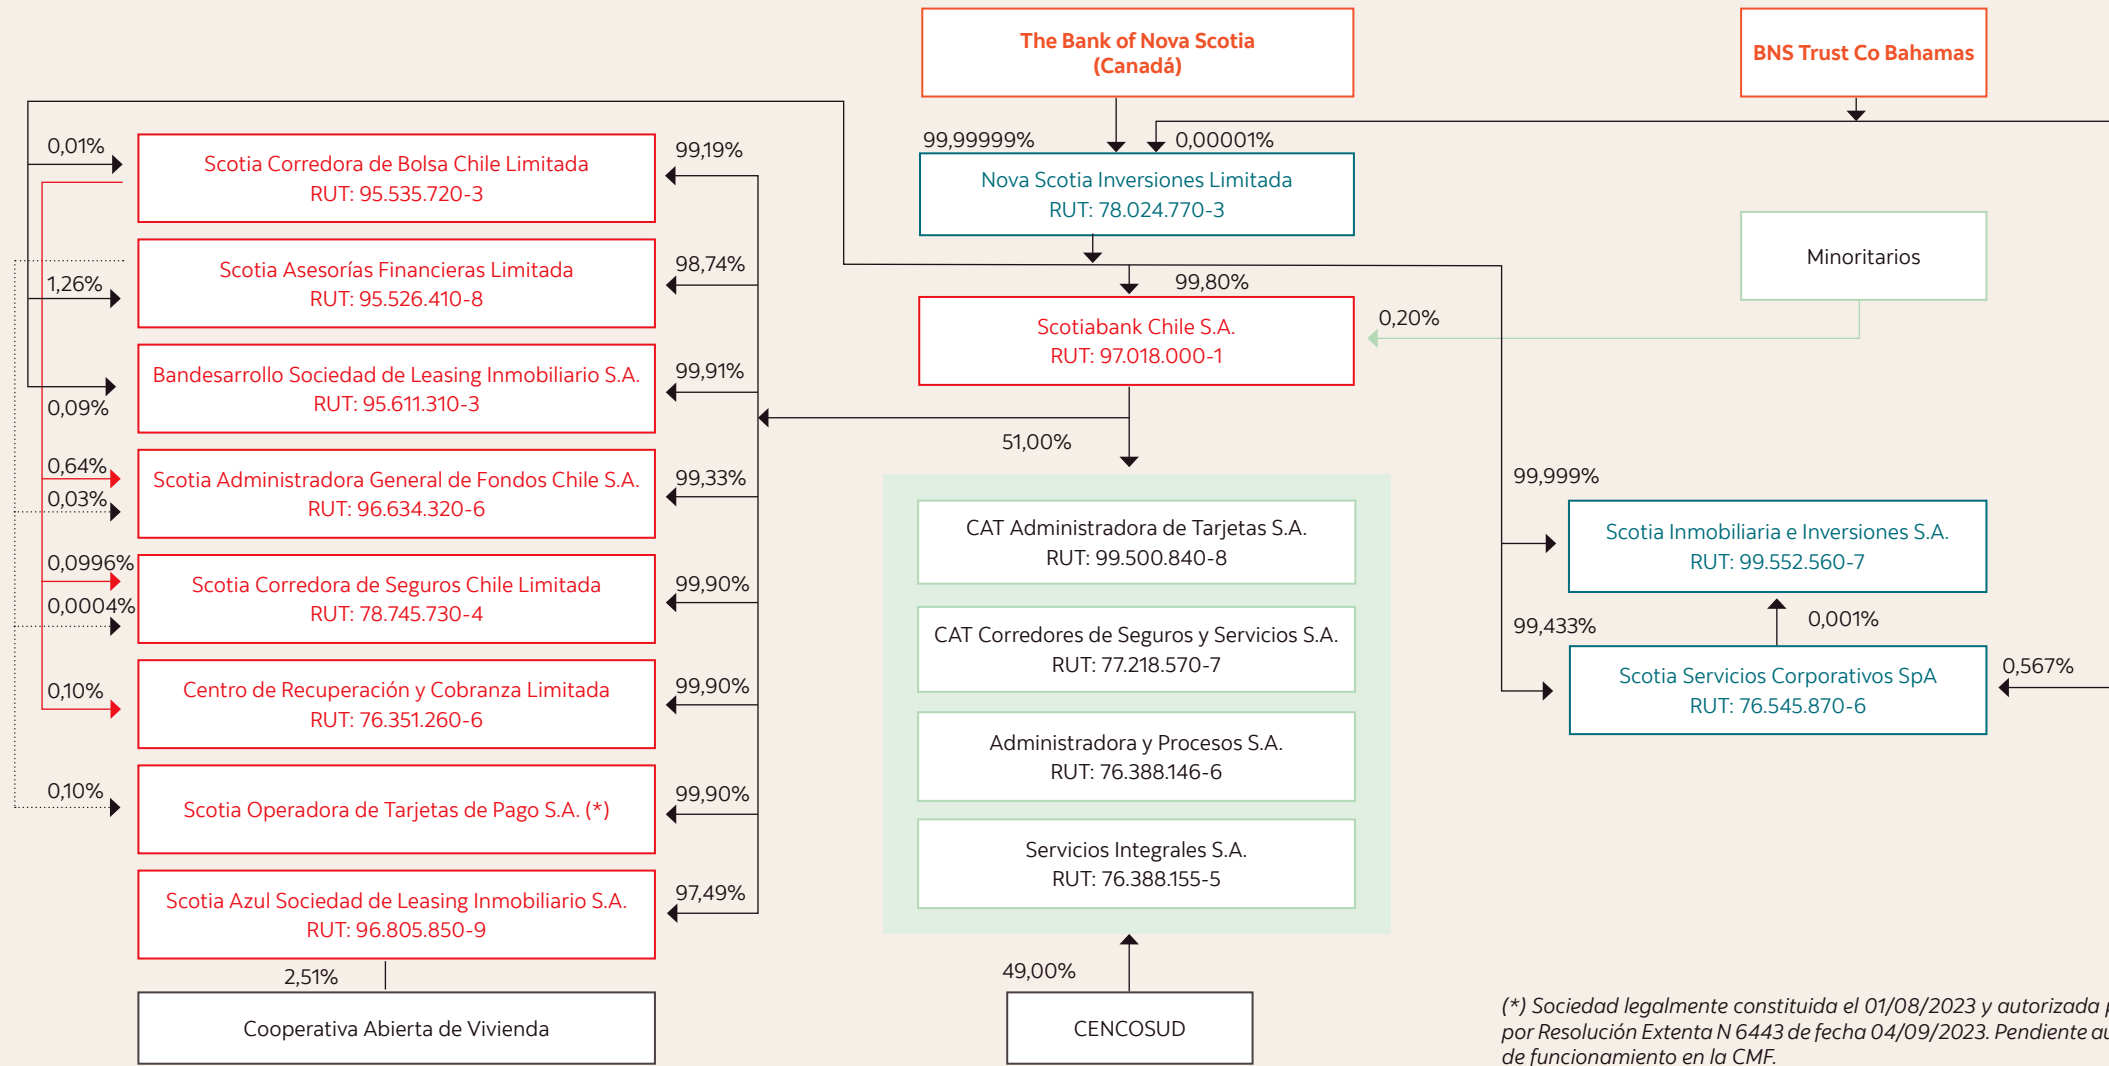 The Bank of Nova Scotia
(Canadá)
BNS Trust Co Bahamas
99,99999%
0,00001%
Nova Scotia Inversiones Limitada
RUT: 78.024.770-3
Minoritarios
99,80%
Scotiabank Chile S.A.
RUT: 97.018.000-1
0,20%
0,01%
Scotia Corredora de Bolsa Chile Limitada
RUT: 95.535.720-3
99,19%
1,26%
Scotia Asesorías Financieras Limitada
RUT: 95.526.410-8
98,74%
0,09%
Bandesarrollo Sociedad de Leasing Inmobiliario S.A.
RUT: 95.611.310-3
99,91%
0,64%
0,03%
Scotia Administradora General de Fondos Chile S.A.
RUT: 96.634.320-6
99,33%
0,0996%
0,0004%
Scotia Corredora de Seguros Chile Limitada
RUT: 78.745.730-4
99,90%
0,10%
Centro de Recuperación y Cobranza Limitada
RUT: 76.351.260-6
99,90%
0,10%
Scotia Operadora de Tarjetas de Pago S.A. (*)
99,90%
Scotia Azul Sociedad de Leasing Inmobiliario S.A.
RUT: 96.805.850-9
97,49%
2,51%
Cooperativa Abierta de Vivienda
51,00%
CAT Administradora de Tarjetas S.A.
RUT: 99.500.840-8
CAT Corredores de Seguros y Servicios S.A.
RUT: 77.218.570-7
Administradora y Procesos S.A.
RUT: 76.388.146-6
Servicios Integrales S.A.
RUT: 76.388.155-5
49,00%
CENCOSUD
99,999%
Scotia Inmobiliaria e Inversiones S.A.
RUT: 99.552.560-7
0,001%
99,433%
Scotia Servicios Corporativos SpA
RUT: 76.545.870-6
0,567%
(*) Sociedad legalmente constituida el 01/08/2023 y autorizada
por Resolución Extenta N 6443 de fecha 04/09/2023. Pendiente
de funcionamiento en la CMF.